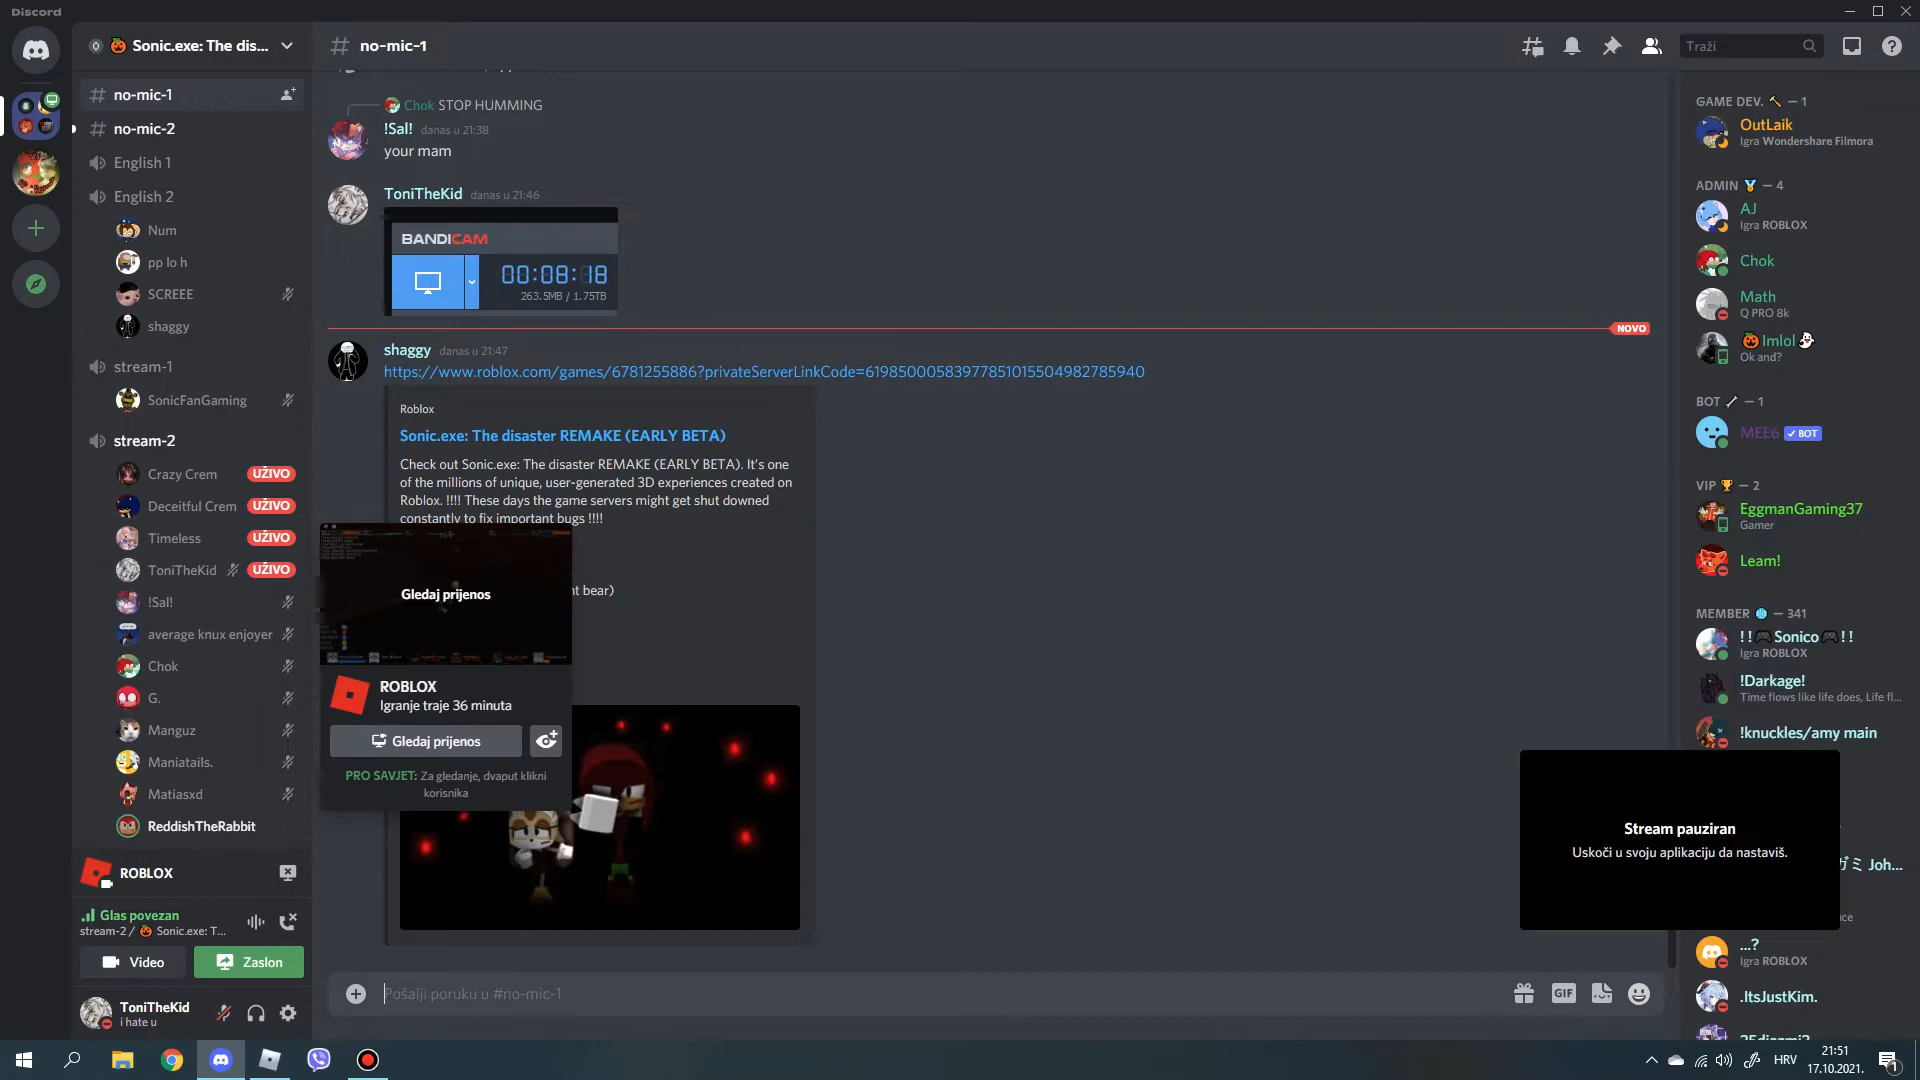 Discord
Sonic.exe: The dis...
no-mic-1
no-mic-2
English 1
English 2
Num
pp lo h
SCREEE
shaggy
stream-1
SonicFanGaming
stream-2
Crazy Crem UŽIVO
Deceitful Crem UŽIVO
Timeless UŽIVO
ToniTheKid UŽIVO
!Sal!
average knux enjoyer
Chok
G.
Manguz
Maniatails.
Matiasxd
ReddishTheRabbit
ROBLOX
Glas povezan
stream-2 / 🎃 Sonic.exe: T...
Video
Zaslon
ToniTheKid
i hate u
no-mic-1
Traži
Chok STOP HUMMING
!Sal! danas u 21:38
your mam
ToniTheKid danas u 21:46
BANDICAM
00:08:18
263.5MB / 1.75TB
NOVO
shaggy danas u 21:47
https://www.roblox.com/games/6781255886?privateServerLinkCode=61985000583977851015504982785940
Roblox
Sonic.exe: The disaster REMAKE (EARLY BETA)
Check out Sonic.exe: The disaster REMAKE (EARLY BETA). It's one
of the millions of unique, user-generated 3D experiences created on
Roblox. !!!! These days the game servers might get shut downed
constantly to fix important bugs !!!!
bear)
Gledaj prijenos
ROBLOX
Igranje traje 36 minuta
Gledaj prijenos
PRO SAVJET: Za gledanje, dvaput klikni
korisnika
Pošalji poruku u #no-mic-1
GIF
GAME DEV. 🔨 — 1
OutLaik
Igra Wondershare Filmora
ADMIN 🏅 — 4
AJ
Igra ROBLOX
Chok
Math
Q PRO 8k
🎃Imlol👻
Ok and?
BOT 🔧 — 1
MEE6 ✓ BOT
VIP 🏆 — 2
EggmanGaming37
Gamer
Leam!
MEMBER 🌐 — 341
!!🎮Sonico🎮!!
Igra ROBLOX
!Darkage!
Time flows like life does, Life fl...
!knuckles/amy main
Stream pauziran
Uskoči u svoju aplikaciju da nastaviš.
ガミ Joh...
ce
...?
Igra ROBLOX
.ItsJustKim.
HRV
21:51
17.10.2021.
1